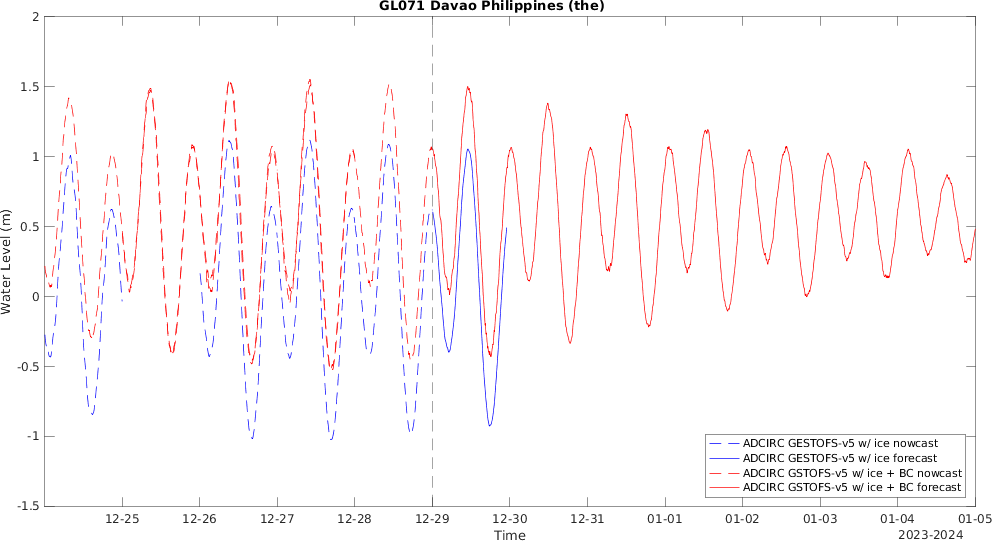 GL071 Davao Philippines (the)
2
1.5
1
0.5
0
-0.5
-1
-1.5
Water Level (m)
ADCIRC GESTOFS-v5 w/ ice nowcast
ADCIRC GESTOFS-v5 w/ ice forecast
ADCIRC GSTOFS-v5 w/ ice + BC nowcast
ADCIRC GSTOFS-v5 w/ ice + BC forecast
12-25 12-26 12-27 12-28 12-29 12-30 12-31 01-01 01-02 01-03 01-04 01-05
Time
2023-2024